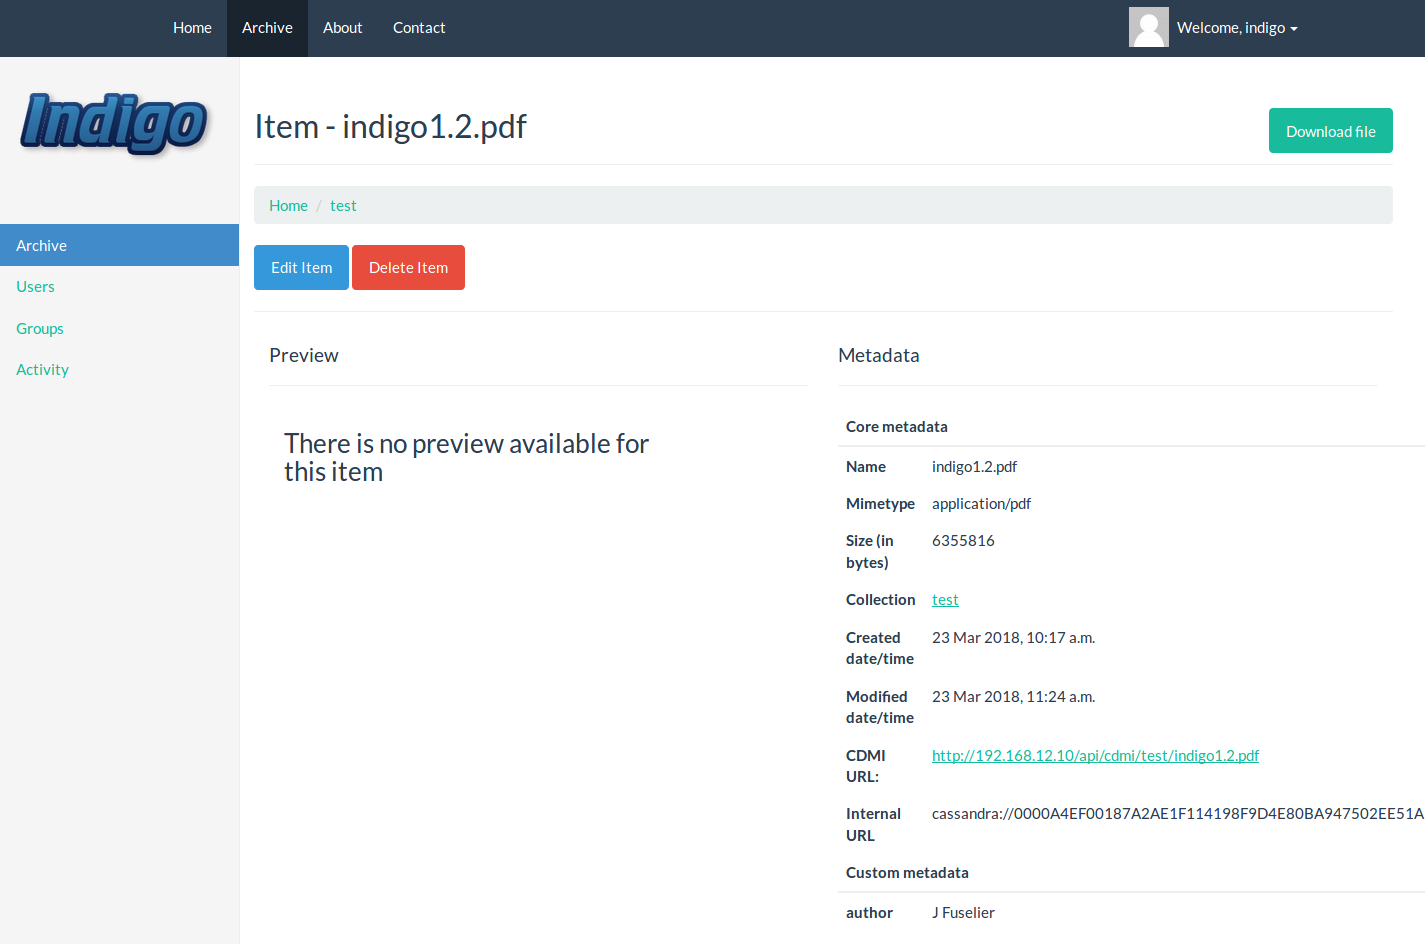 Home Archive About Contact Welcome, indigo
Indigo
Item - indigo1.2.pdf
Download file
Home / test
Archive
Users
Groups
Activity
Edit Item Delete Item
Preview
There is no preview available for
this item
Metadata
Core metadata
Name indigo1.2.pdf
Mimetype application/pdf
Size (in
bytes) 6355816
Collection test
Created
date/time 23 Mar 2018, 10:17 a.m.
Modified
date/time 23 Mar 2018, 11:24 a.m.
CDMI
URL: http://192.168.12.10/api/cdmi/test/indigo1.2.pdf
Internal
URL cassandra://0000A4EF00187A2AE1F114198F9D4E80BA947502EE51A
Custom metadata
author J Fuselier